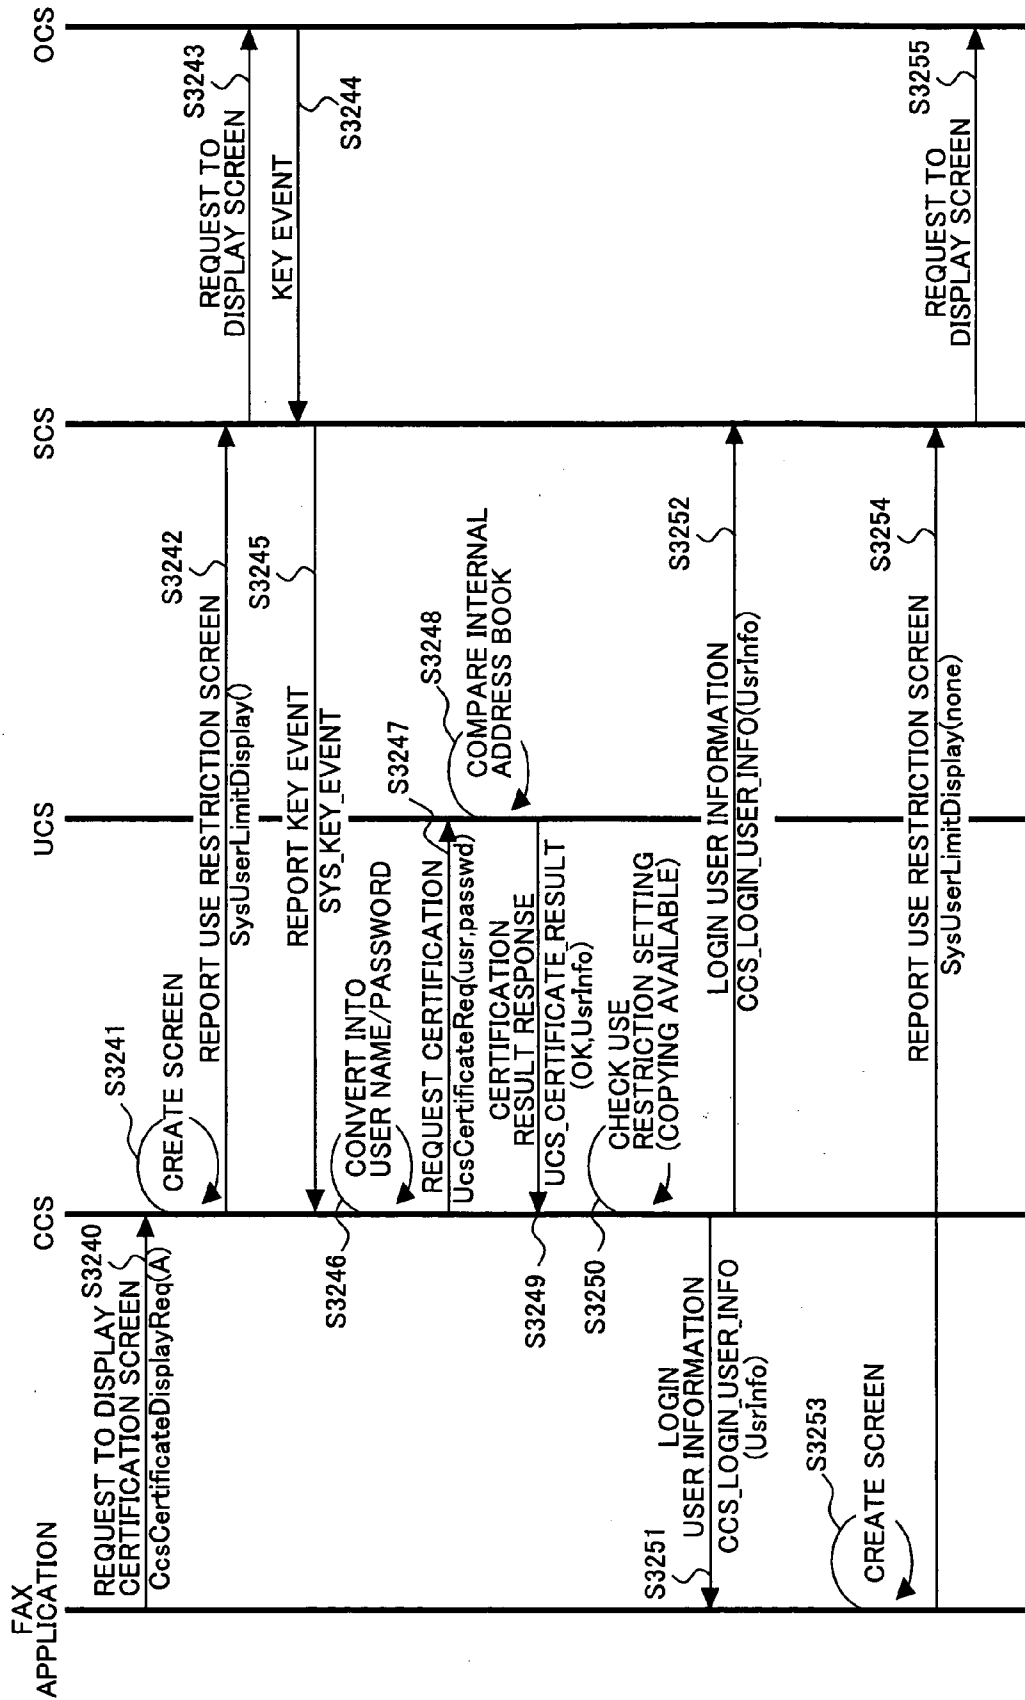 FAX
APPLICATION
CCS
UCS
SCS
OCS
REQUEST TO DISPLAY
CERTIFICATION SCREEN
S3240
CcsCertificateDisplayReq(A)
S3241
CREATE SCREEN
S3242
REPORT USE RESTRICTION SCREEN
SysUserLimitDisplay()
S3243
REQUEST TO
DISPLAY SCREEN
S3244
KEY EVENT
S3245
REPORT KEY EVENT
SYS_KEY_EVENT
S3246
CONVERT INTO
USER NAME/PASSWORD
S3247
REQUEST CERTIFICATION
UcsCertificateReq(usr,passwd)
S3248
COMPARE INTERNAL
ADDRESS BOOK
S3249
CERTIFICATION
RESULT RESPONSE
UCS_CERTIFICATE_RESULT
(OK,UsrInfo)
S3250
CHECK USE
RESTRICTION SETTING
(COPYING AVAILABLE)
S3251
LOGIN
USER INFORMATION
CCS_LOGIN_USER_INFO
(UsrInfo)
S3252
LOGIN USER INFORMATION
CCS_LOGIN_USER_INFO(UsrInfo)
S3253
CREATE SCREEN
S3254
REPORT USE RESTRICTION SCREEN
SysUserLimitDisplay(none)
S3255
REQUEST TO
DISPLAY SCREEN